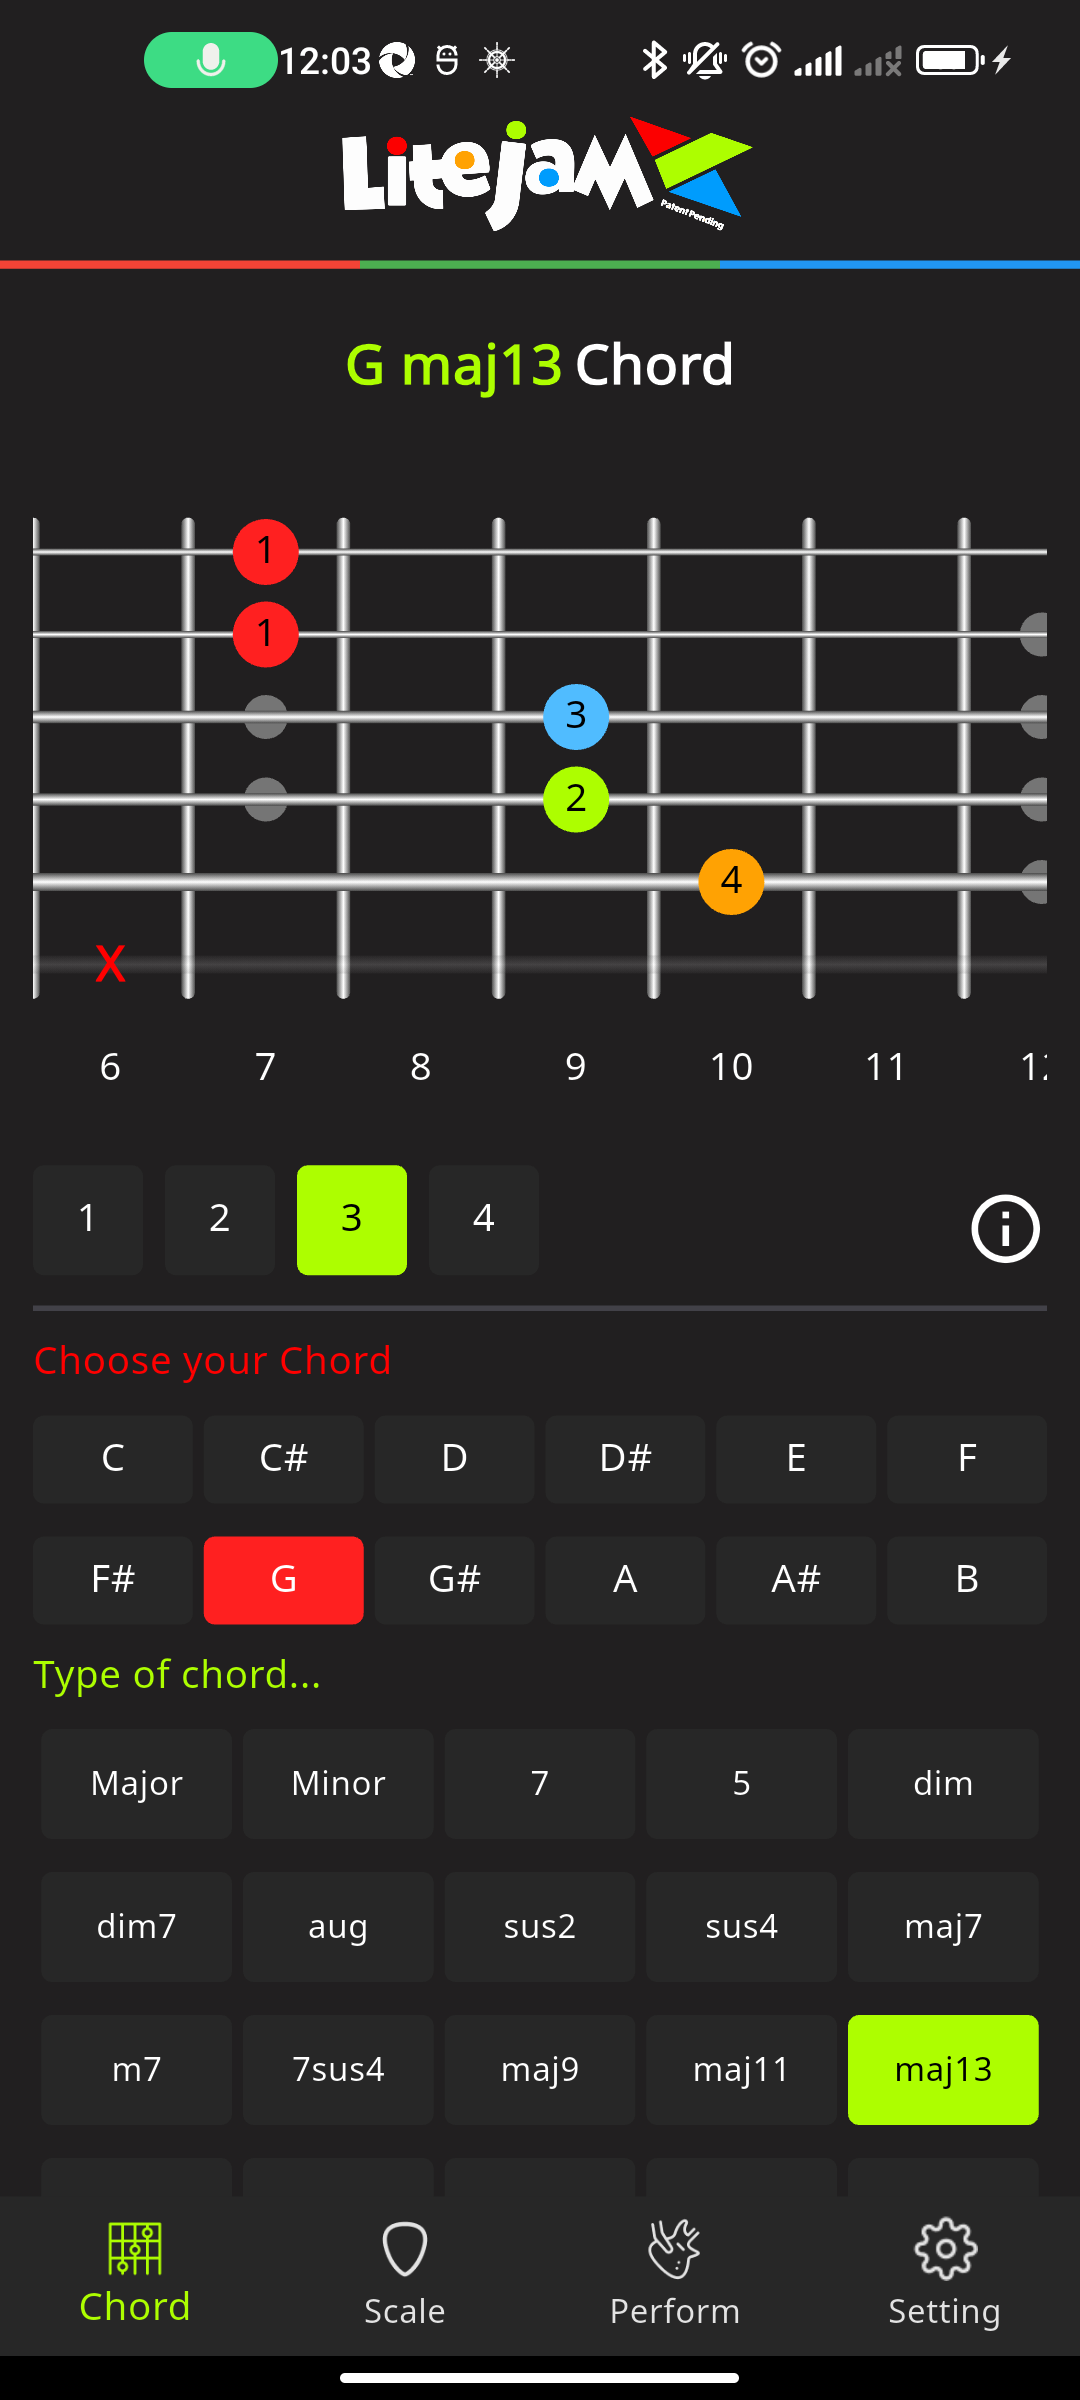 12:03
LiteJam
Patent Pending
G maj13 Chord
1
1
3
2
4
X
6 7 8 9 10 11
1 2 3 4
Choose your Chord
C C# D D# E F
F# G G# A A# B
Type of chord...
Major Minor 7 5 dim
dim7 aug sus2 sus4 maj7
m7 7sus4 maj9 maj11 maj13
Chord Scale Perform Setting